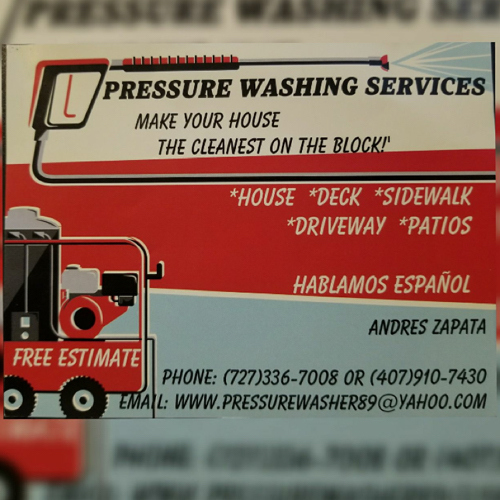 PRESSURE WASHING SERVICES
MAKE YOUR HOUSE
THE CLEANEST ON THE BLOCK!'
*HOUSE *DECK *SIDEWALK
*DRIVEWAY *PATIOS
HABLAMOS ESPAÑOL
ANDRES ZAPATA
FREE ESTIMATE
PHONE: (727)336-7008 OR (407)910-7430
EMAIL: WWW.PRESSUREWASHER89@YAHOO.COM